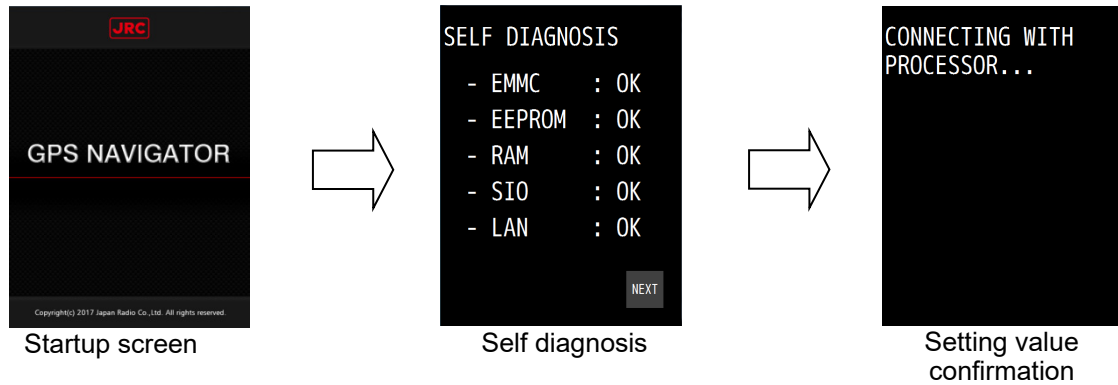 JRC
GPS NAVIGATOR
Copyright(c) 2017 Japan Radio Co.,Ltd. All rights reserved.
Startup screen
SELF DIAGNOSIS
- EMMC : OK
- EEPROM : OK
- RAM : OK
- SIO : OK
- LAN : OK
NEXT
Self diagnosis
CONNECTING WITH
PROCESSOR...
Setting value
confirmation